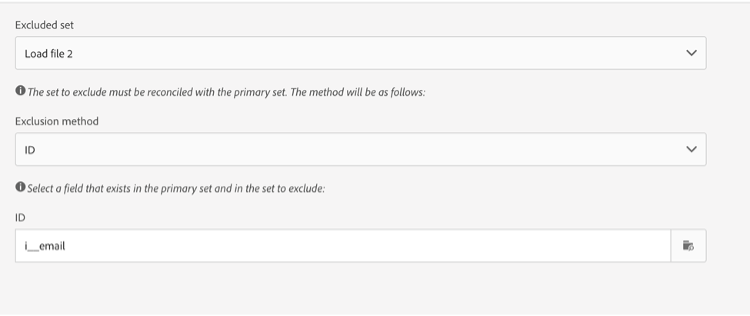 Excluded set
Load file 2
The set to exclude must be reconciled with the primary set. The method will be as follows:
Exclusion method
ID
Select a field that exists in the primary set and in the set to exclude:
ID
i__email